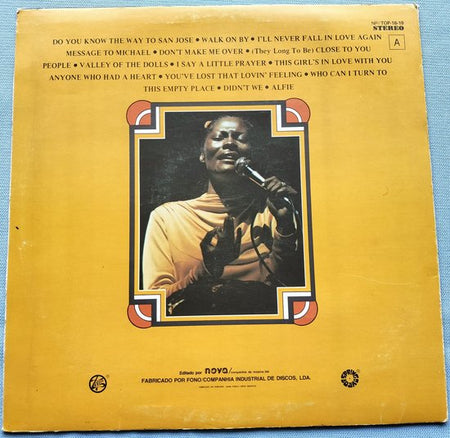 NP/TOP-18-19
STEREO
A
DO YOU KNOW THE WAY TO SAN JOSE • WALK ON BY • I'LL NEVER FALL IN LOVE AGAIN
MESSAGE TO MICHAEL • DON'T MAKE ME OVER • (They Long To Be) CLOSE TO YOU
PEOPLE • VALLEY OF THE DOLLS • I SAY A LITTLE PRAYER • THIS GIRL'S IN LOVE WITH YOU
ANYONE WHO HAD A HEART • YOU'VE LOST THAT LOVIN' FEELING • WHO CAN I TURN TO
THIS EMPTY PLACE • DIDN'T WE • ALFIE
Editado por nova
FABRICADO POR FONO/COMPANHIA INDUSTRIAL DE DISCOS, LDA.